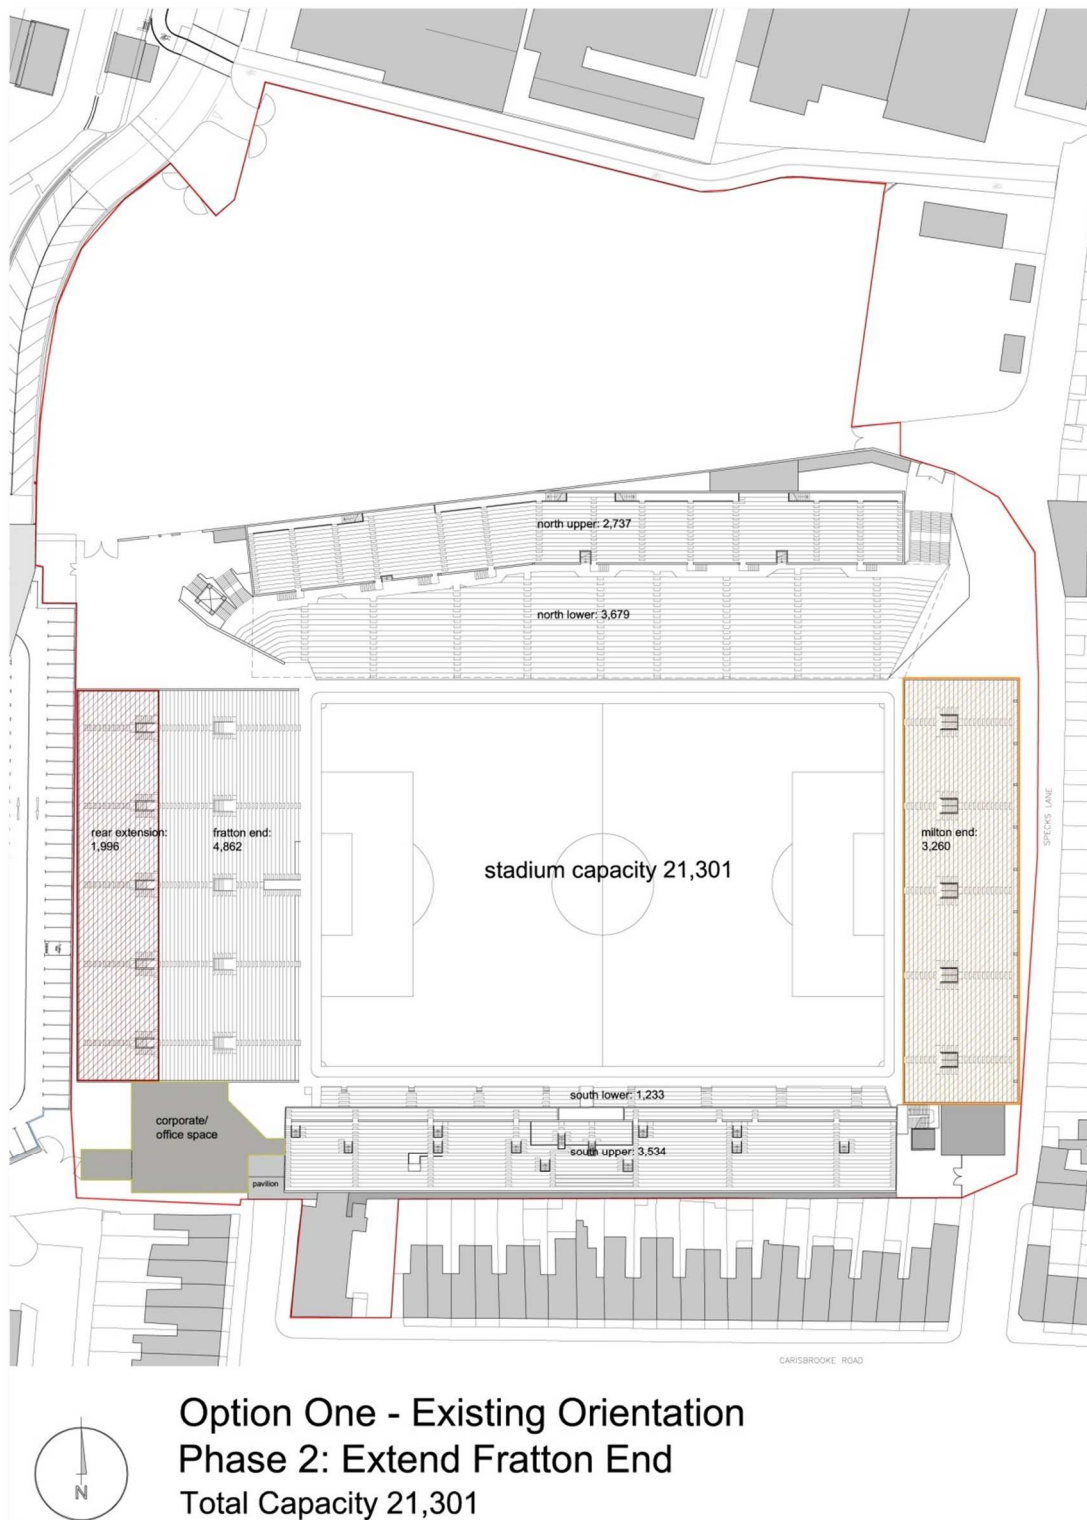 north upper: 2,737
north lower: 3,679
rear extension:
1,996
fratton end:
4,862
milton end:
3,260
stadium capacity 21,301
SPECKS LANE
south lower: 1,233
corporate/
office space
south upper: 3,534
pavilion
CARISBROOKE ROAD
Option One - Existing Orientation
Phase 2: Extend Fratton End
N
Total Capacity 21,301